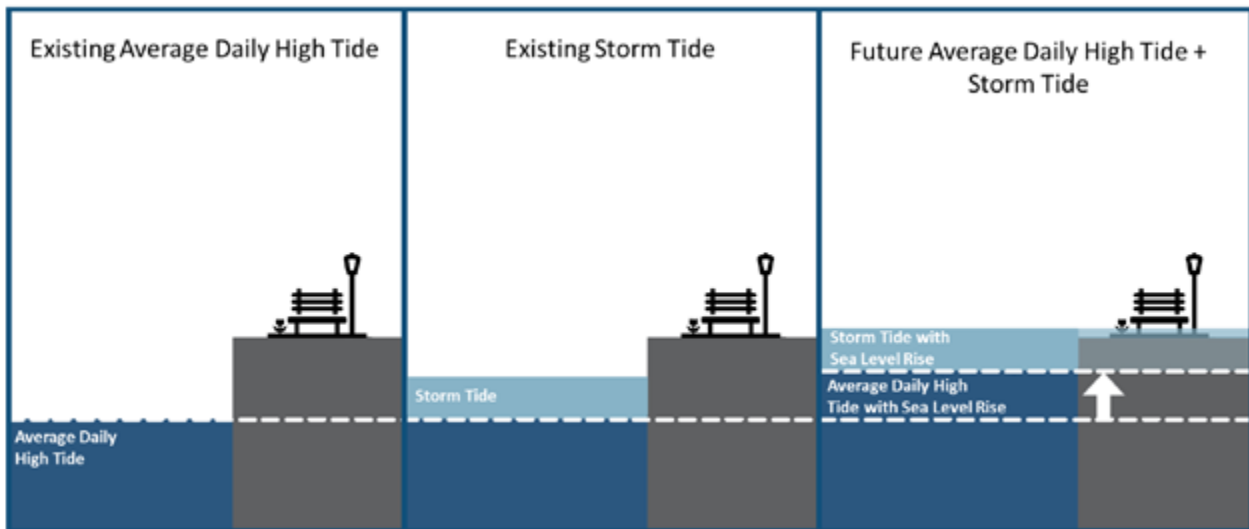 Existing Average Daily High Tide
Average Daily
High Tide
Existing Storm Tide
Storm Tide
Future Average Daily High Tide +
Storm Tide
Storm Tide with
Sea Level Rise
Average Daily High
Tide with Sea Level Rise